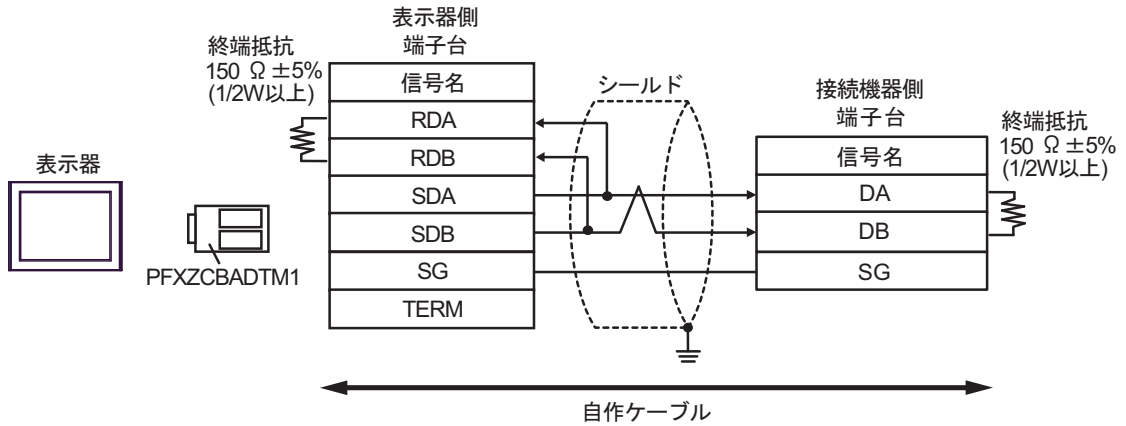 表示器側
端子台
終端抵抗
150 Ω ±5%
(1/2W以上)
信号名
RDA
RDB
SDA
SDB
SG
TERM
シールド
接続機器側
端子台
信号名
DA
DB
SG
終端抵抗
150 Ω ±5%
(1/2W以上)
表示器
PFXZCBADTM1
自作ケーブル